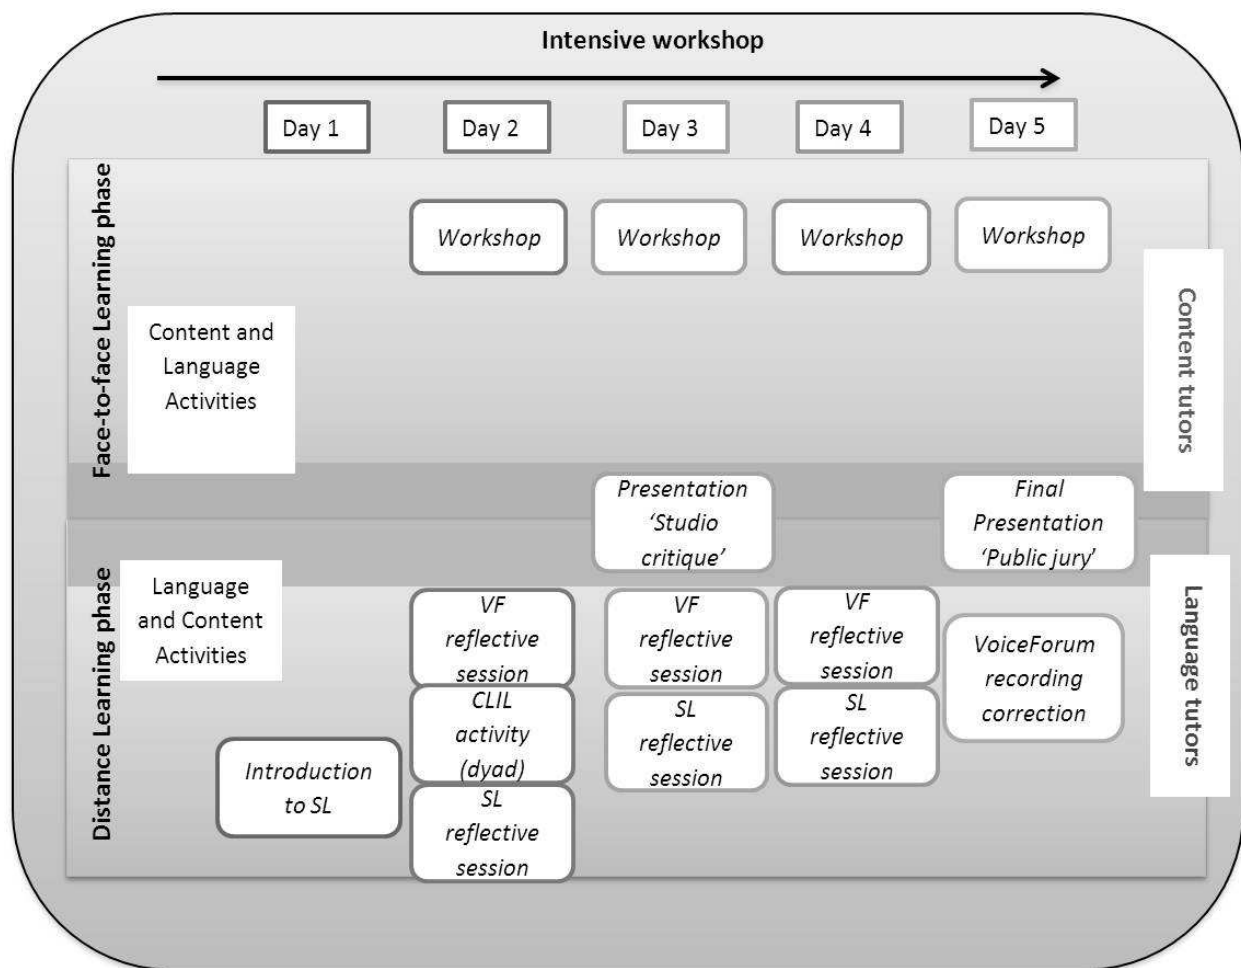 Intensive workshop
Day 1
Day 2
Day 3
Day 4
Day 5
Face-to-face Learning phase
Workshop
Workshop
Workshop
Workshop
Content and
Language
Activities
Content tutors
Presentation
‘Studio
critique’
Final
Presentation
‘Public jury’
Distance Learning phase
Language
and Content
Activities
Language tutors
Introduction
to SL
VF
reflective
session
CLIL
activity
(dyad)
SL
reflective
session
VF
reflective
session
SL
reflective
session
VF
reflective
session
SL
reflective
session
VoiceForum
recording
correction